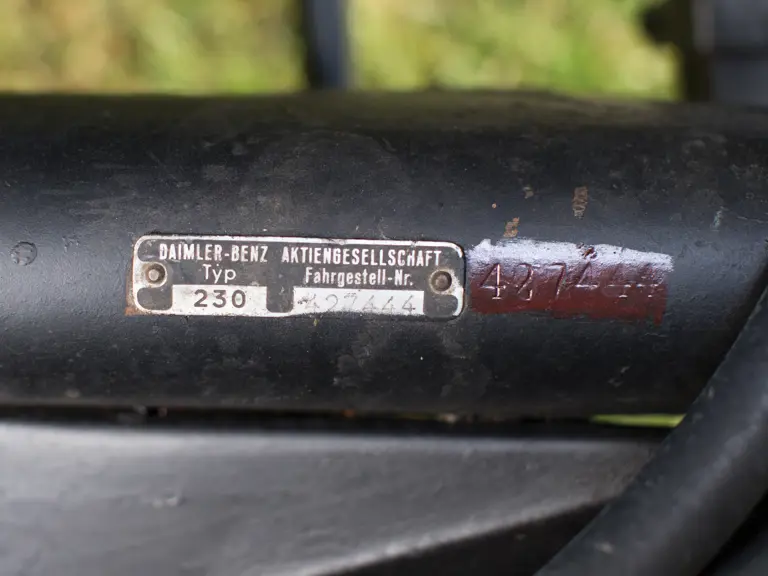 DAIMLER-BENZ AKTIENGESELLSCHAFT
Typ Fahrgestell-Nr.
230 427444
427444